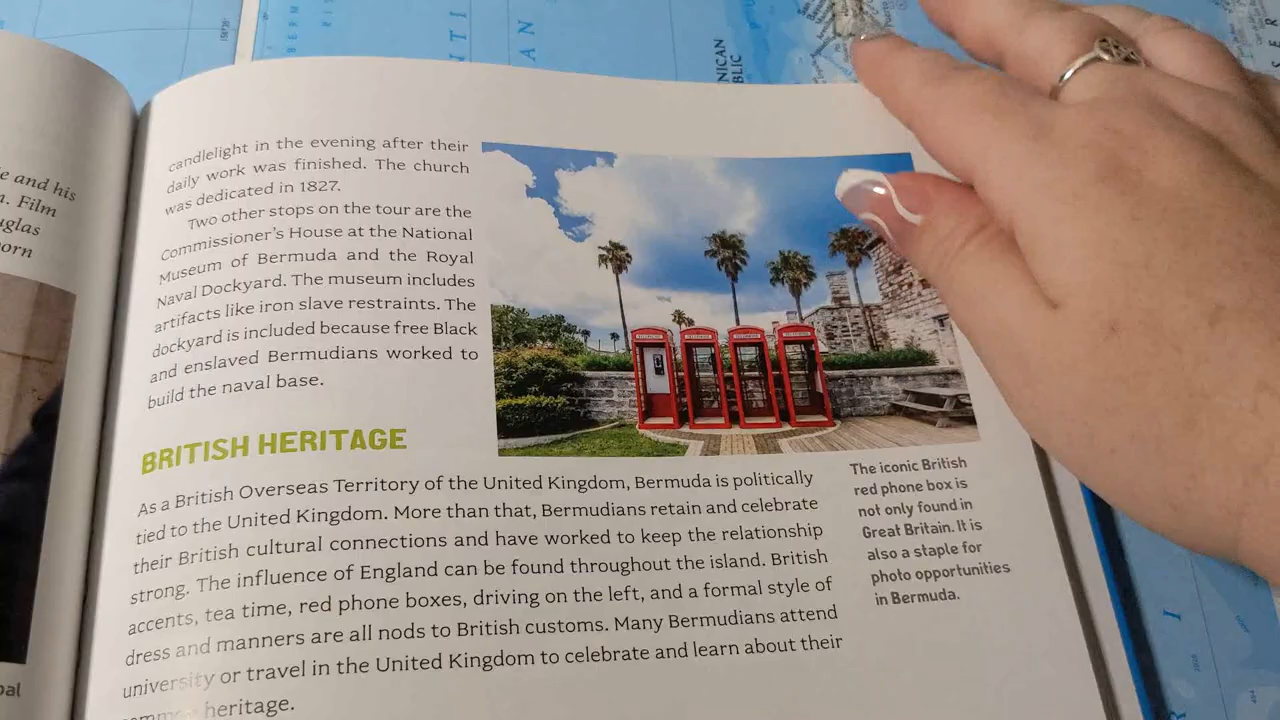 BERM
ITI
AN
NICAN
BLIC
e and his
n. Film
uglas
orn
candlelight in the evening after their
daily work was finished. The church
was dedicated in 1827.
Two other stops on the tour are the
Commissioner's House at the National
Museum of Bermuda and the Royal
Naval Dockyard. The museum includes
artifacts like iron slave restraints. The
dockyard is included because free Black
and enslaved Bermudians worked to
build the naval base.
BRITISH HERITAGE
As a British Overseas Territory of the United Kingdom, Bermuda is politically
tied to the United Kingdom. More than that, Bermudians retain and celebrate
their British cultural connections and have worked to keep the relationship
strong. The influence of England can be found throughout the island. British
accents, tea time, red phone boxes, driving on the left, and a formal style of
dress and manners are all nods to British customs. Many Bermudians attend
university or travel in the United Kingdom to celebrate and learn about their
heritage.
The iconic British
red phone box is
not only found in
Great Britain. It is
also a staple for
photo opportunities
in Bermuda.
pal